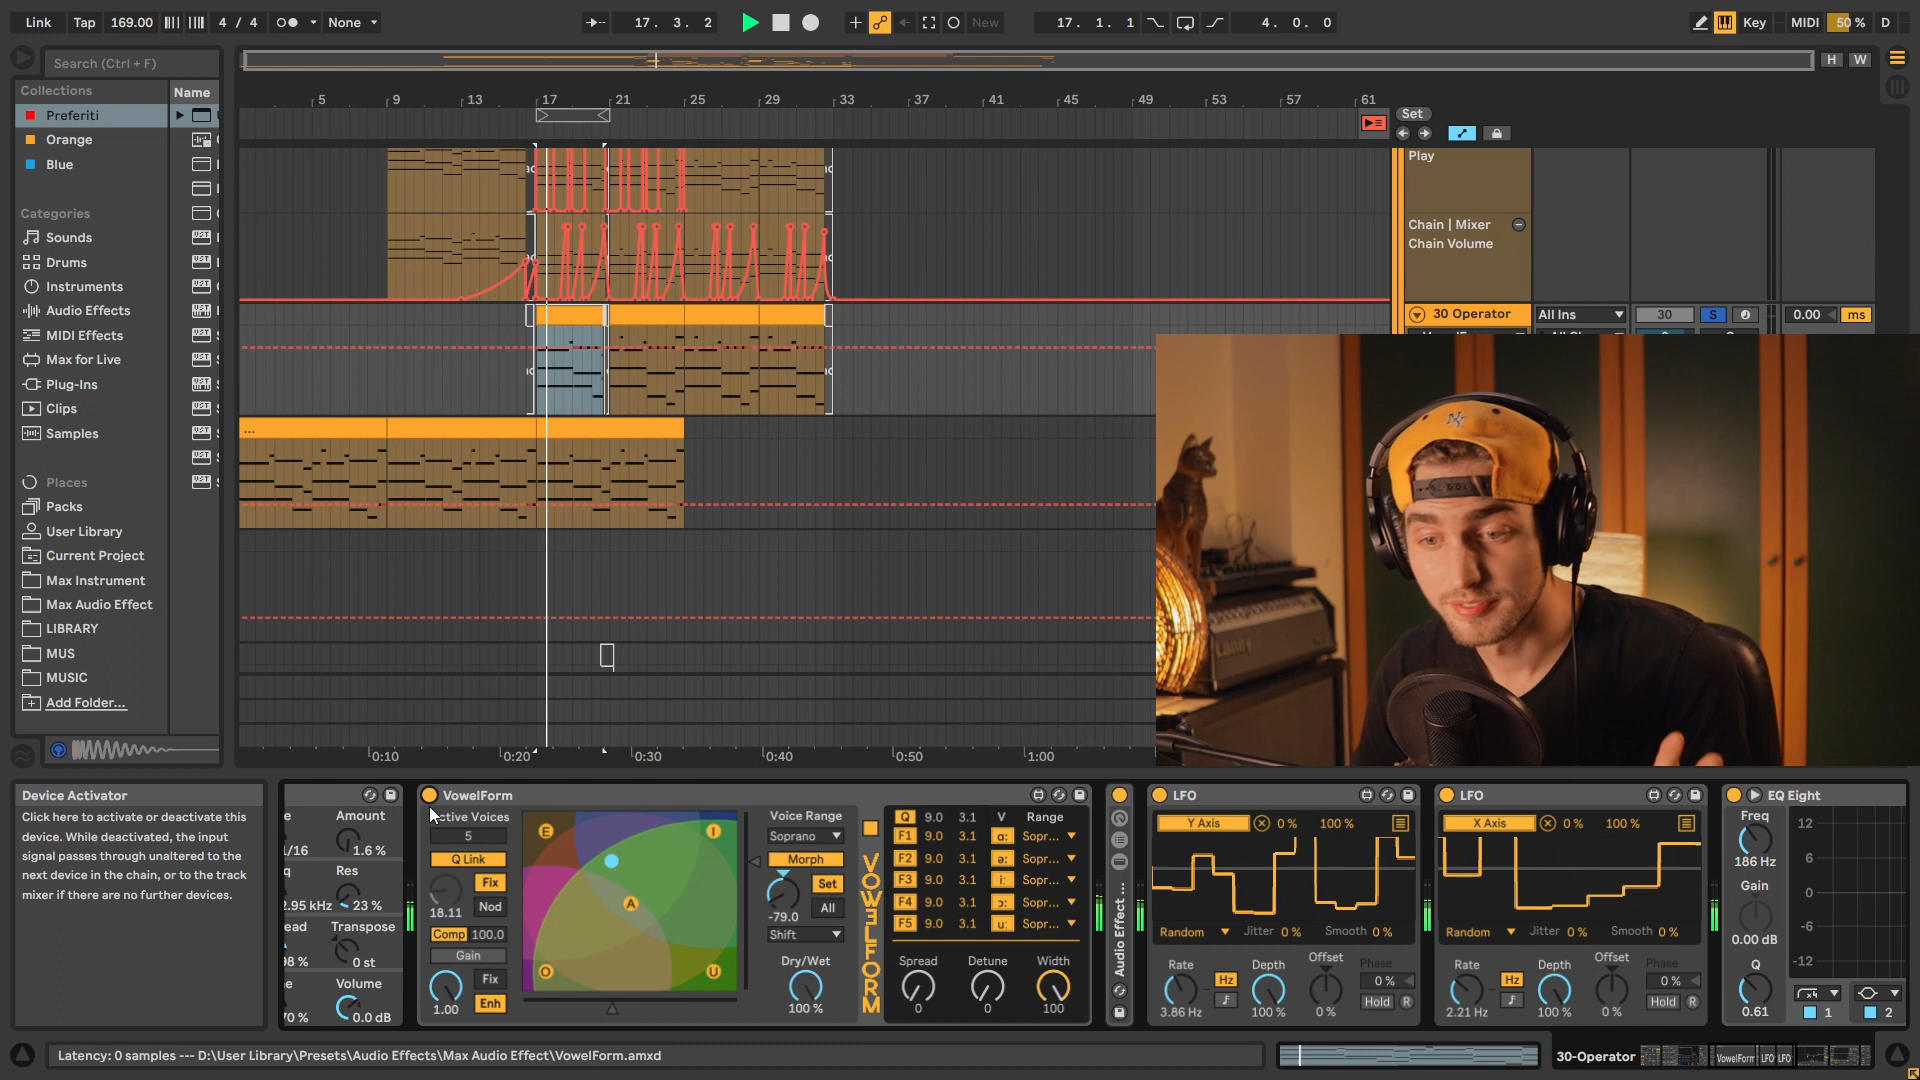 Link Tap 169.00 4 / 4 None 17. 3. 2 New 17. 1. 1 4. 0. 0 Key MIDI 50 % D
Search (Ctrl + F)
H W
Collections
Name
Preferiti
Orange
Blue
Categories
Sounds
Drums
Instruments
Audio Effects
MIDI Effects
Max for Live
Plug-Ins
Clips
Samples
Places
Packs
User Library
Current Project
Max Instrument
Max Audio Effect
LIBRARY
MUS
MUSIC
Add Folder...
5 9 13 17 21 25 29 33 37 41 45 49 53 57 61
Set
Play
Chain | Mixer
Chain Volume
30 Operator All Ins 30 S 0.00 ms
...
0:10 0:20 0:30 0:40 0:50 1:00
Laney
Device Activator
Click here to activate or deactivate this
device. While deactivated, the input
signal passes through unaltered to the
next device in the chain, or to the track
mixer if there are no further devices.
Amount
1/16 1.6 %
Res
2.95 kHz 23 %
ead Transpose
98 % 0 st
Volume
70 % 0.0 dB
VowelForm
ctive Voices
5
Q Link
Fix
18.11 Nod
Comp 100.0
Gain
Fix
1.00 Enh
E I
A
O U
Voice Range
Soprano
Morph
Set
-79.0 All
Shift
Dry/Wet
100 %
VOWELFORM
Q 9.0 3.1 V Range
F1 9.0 3.1 ɑ: Sopr...
F2 9.0 3.1 ə: Sopr...
F3 9.0 3.1 i: Sopr...
F4 9.0 3.1 ɔ: Sopr...
F5 9.0 3.1 u: Sopr...
Spread Detune Width
0 0 100
Audio Effect ...
LFO
Y Axis 0 % 100 %
Random Jitter 0 % Smooth 0 %
Rate Hz Depth Offset Phase
0 %
Hold R
3.86 Hz 100 % 0 %
LFO
X Axis 0 % 100 %
Random Jitter 0 % Smooth 0 %
Rate Hz Depth Offset Phase
0 %
Hold R
2.21 Hz 100 % 0 %
EQ Eight
Freq
186 Hz
Gain
0.00 dB
Q
0.61
12
6
0
-6
-12
x4
1 2
Latency: 0 samples --- D:\User Library\Presets\Audio Effects\Max Audio Effect\VowelForm.amxd
30-Operator VowelForm LFO LFO